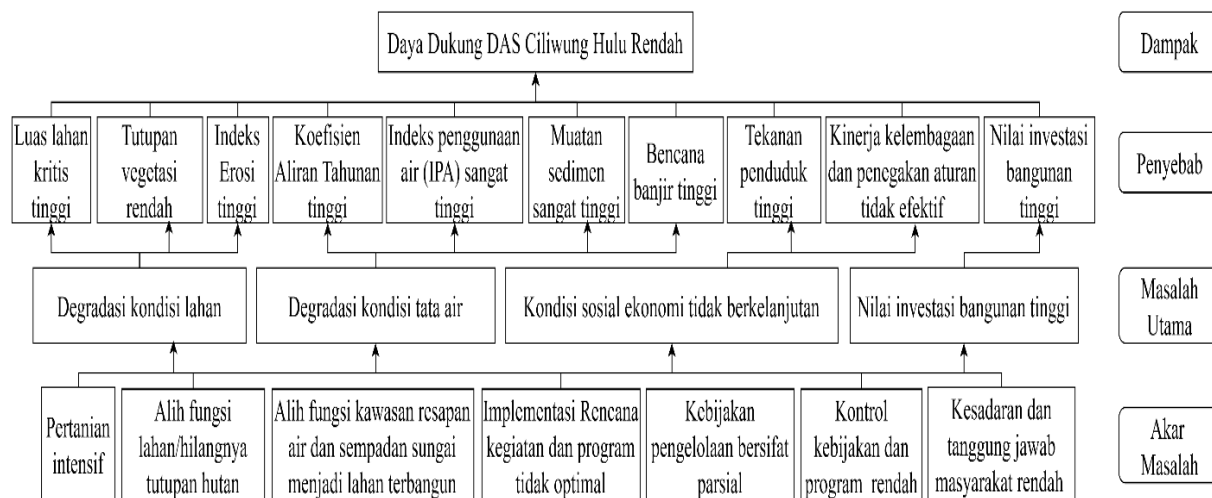 Daya Dukung DAS Ciliwung Hulu Rendah
Dampak
Luas lahan
kritis
tinggi
Tutupan
vegetasi
rendah
Indeks
Erosi
tinggi
Koefisien
Aliran Tahunan
tinggi
Indeks penggunaan
air (IPA) sangat
tinggi
Muatan
sedimen
sangat tinggi
Bencana
banjir tinggi
Tekanan
penduduk
tinggi
Kinerja kelembagaan
dan penegakan aturan
tidak efektif
Nilai investasi
bangunan
tinggi
Penyebab
Degradasi kondisi lahan
Degradasi kondisi tata air
Kondisi sosial ekonomi tidak berkelanjutan
Nilai investasi bangunan tinggi
Masalah
Utama
Pertanian
intensif
Alih fungsi
lahan/hilangnya
tutupan hutan
Alih fungsi kawasan resapan
air dan sempadan sungai
menjadi lahan terbangun
Implementasi Rencana
kegiatan dan program
tidak optimal
Kebijakan
pengelolaan bersifat
parsial
Kontrol
kebijakan dan
program rendah
Kesadaran dan
tanggung jawab
masyarakat rendah
Akar
Masalah